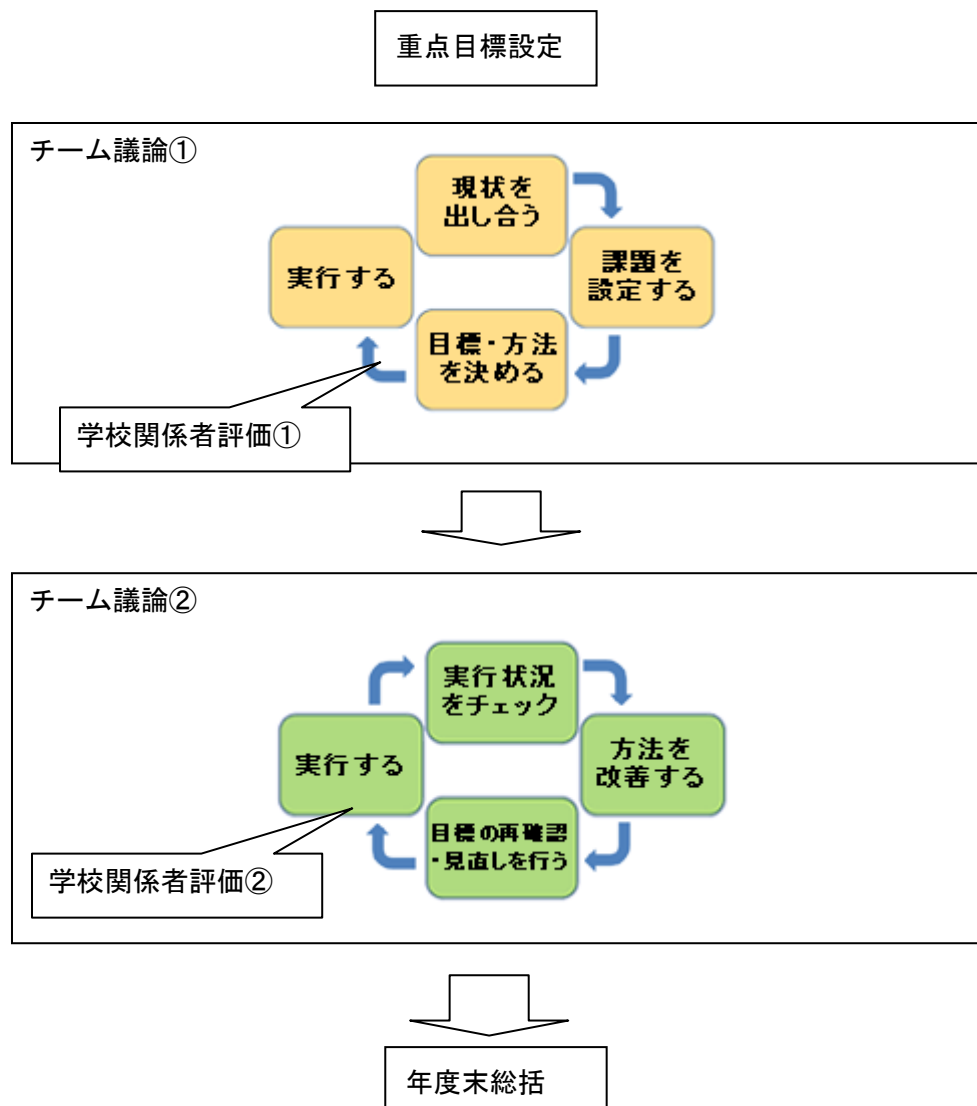 重点目標設定
チーム議論①
現状を
出し合う
実行する
課題を
設定する
目標・方法
を決める
学校関係者評価①
チーム議論②
実行状況
をチェック
実行する
方法を
改善する
目標の再確認
・見直しを行う
学校関係者評価②
年度末総括